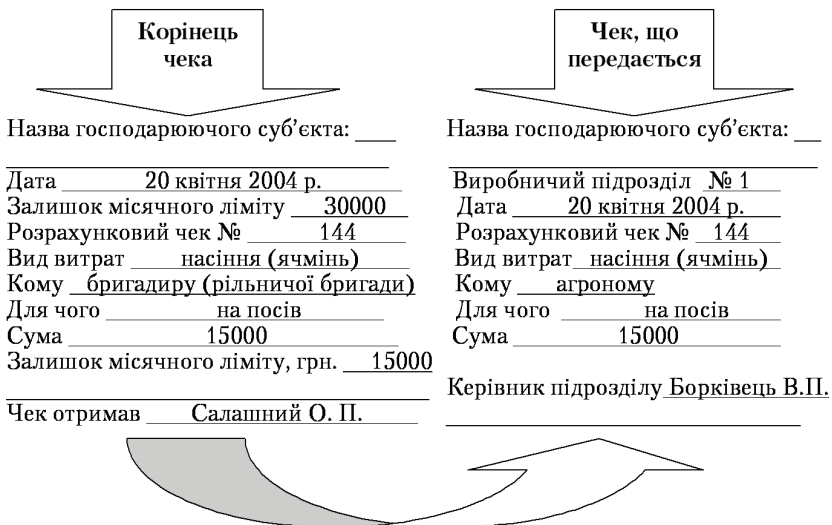 Корінець
чека
Назва господарюючого суб’єкта: ___
Дата 20 квітня 2004 р.
Залишок місячного ліміту 30000
Розрахунковий чек № 144
Вид витрат насіння (ячмінь)
Кому бригадиру (рільничої бригади)
Для чого на посів
Сума 15000
Залишок місячного ліміту, грн. 15000
Чек отримав Салашний О. П.
Чек, що
передається
Назва господарюючого суб’єкта: ___
Виробничий підрозділ № 1
Дата 20 квітня 2004 р.
Розрахунковий чек № 144
Вид витрат насіння (ячмінь)
Кому агроному
Для чого на посів
Сума 15000
Керівник підрозділу Борківець В.П.